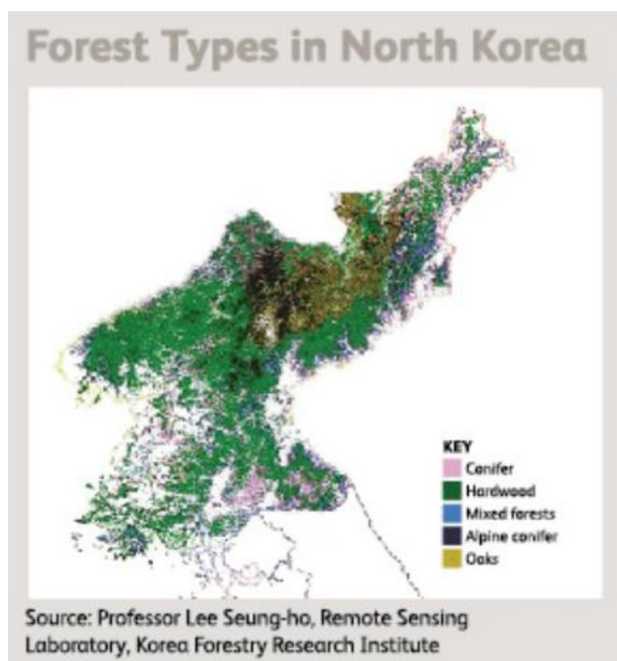 Forest Types in North Korea
KEY
Conifer
Hardwood
Mixed forests
Alpine conifer
Oaks
Source: Professor Lee Seung-ho, Remote Sensing
Laboratory, Korea Forestry Research Institute